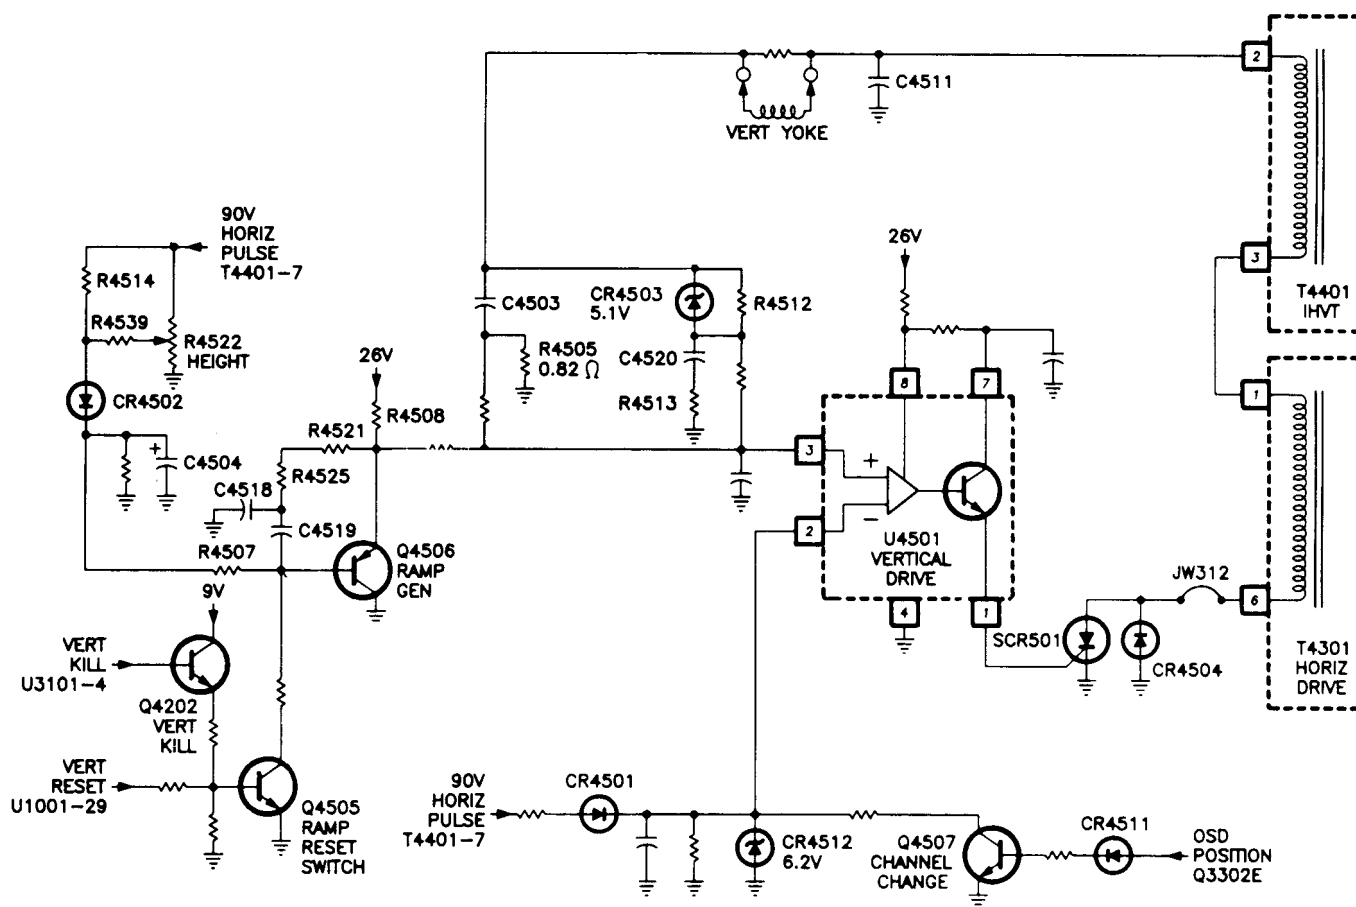 2
C4511
VERT YOKE
90V
HORIZ
PULSE
T4401-7
26V
3
R4514
C4503
CR4503
5.1V
R4512
T4401
IHVT
R4539
R4522
HEIGHT
R4505
0.82 Ω
C4520
26V
CR4502
R4513
8
7
1
R4508
R4521
+
C4504
R4525
3
+
C4518
C4519
2
−
U4501
VERTICAL
DRIVE
R4507
Q4506
RAMP
GEN
9V
JW312
4
1
6
SCR501
VERT
KILL
U3101-4
CR4504
T4301
HORIZ
DRIVE
Q4202
VERT
KILL
VERT
RESET
U1001-29
90V
HORIZ
PULSE
T4401-7
CR4501
Q4505
RAMP
RESET
SWITCH
CR4512
6.2V
Q4507
CHANNEL
CHANGE
CR4511
OSD
POSITION
Q3302E